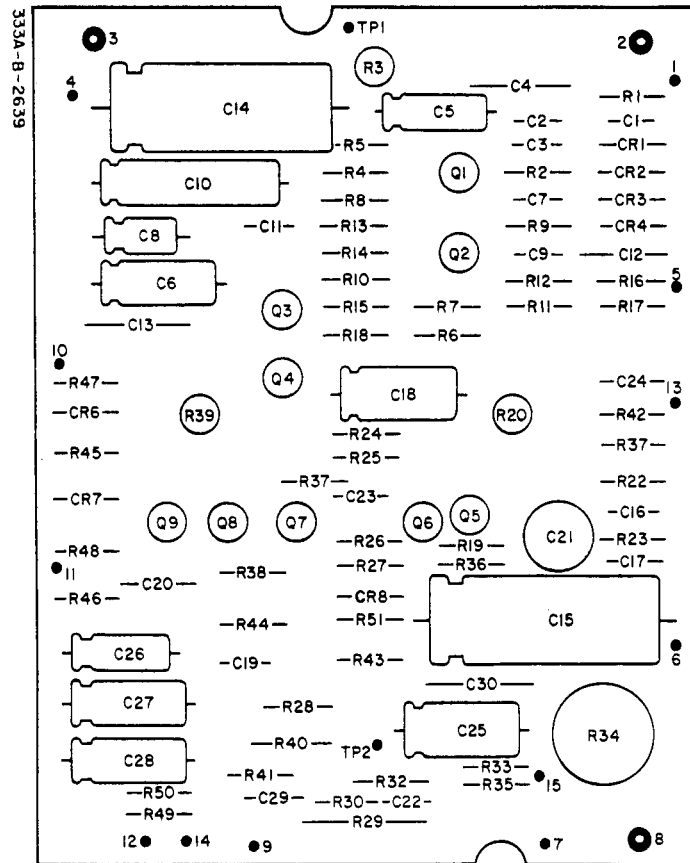 333A-B-2639
3
TP1
2
4
1
R3
C4
R1
C14
C5
C2
C1
R5
C3
CR1
C10
R4
Q1
R2
CR2
R8
C7
CR3
C8
C11
R13
R9
CR4
Q2
R14
C9
C12
C6
R10
R12
R16
5
Q3
R15
R7
R11
R17
C13
R18
R6
10
Q4
R47
C18
C24
13
CR6
R39
R20
R42
R24
R45
R25
R37
R37
R22
CR7
C23
C16
Q9
Q8
Q7
Q6
Q5
C21
R26
R19
R23
R48
R27
R36
C17
11
R38
C20
R46
CR8
R51
C15
R44
C26
C19
R43
6
C30
C27
R28
C25
R34
R40
TP2
C28
R33
R41
R32
R35
15
R50
C29
R30
C22
R49
R29
12
14
9
7
8